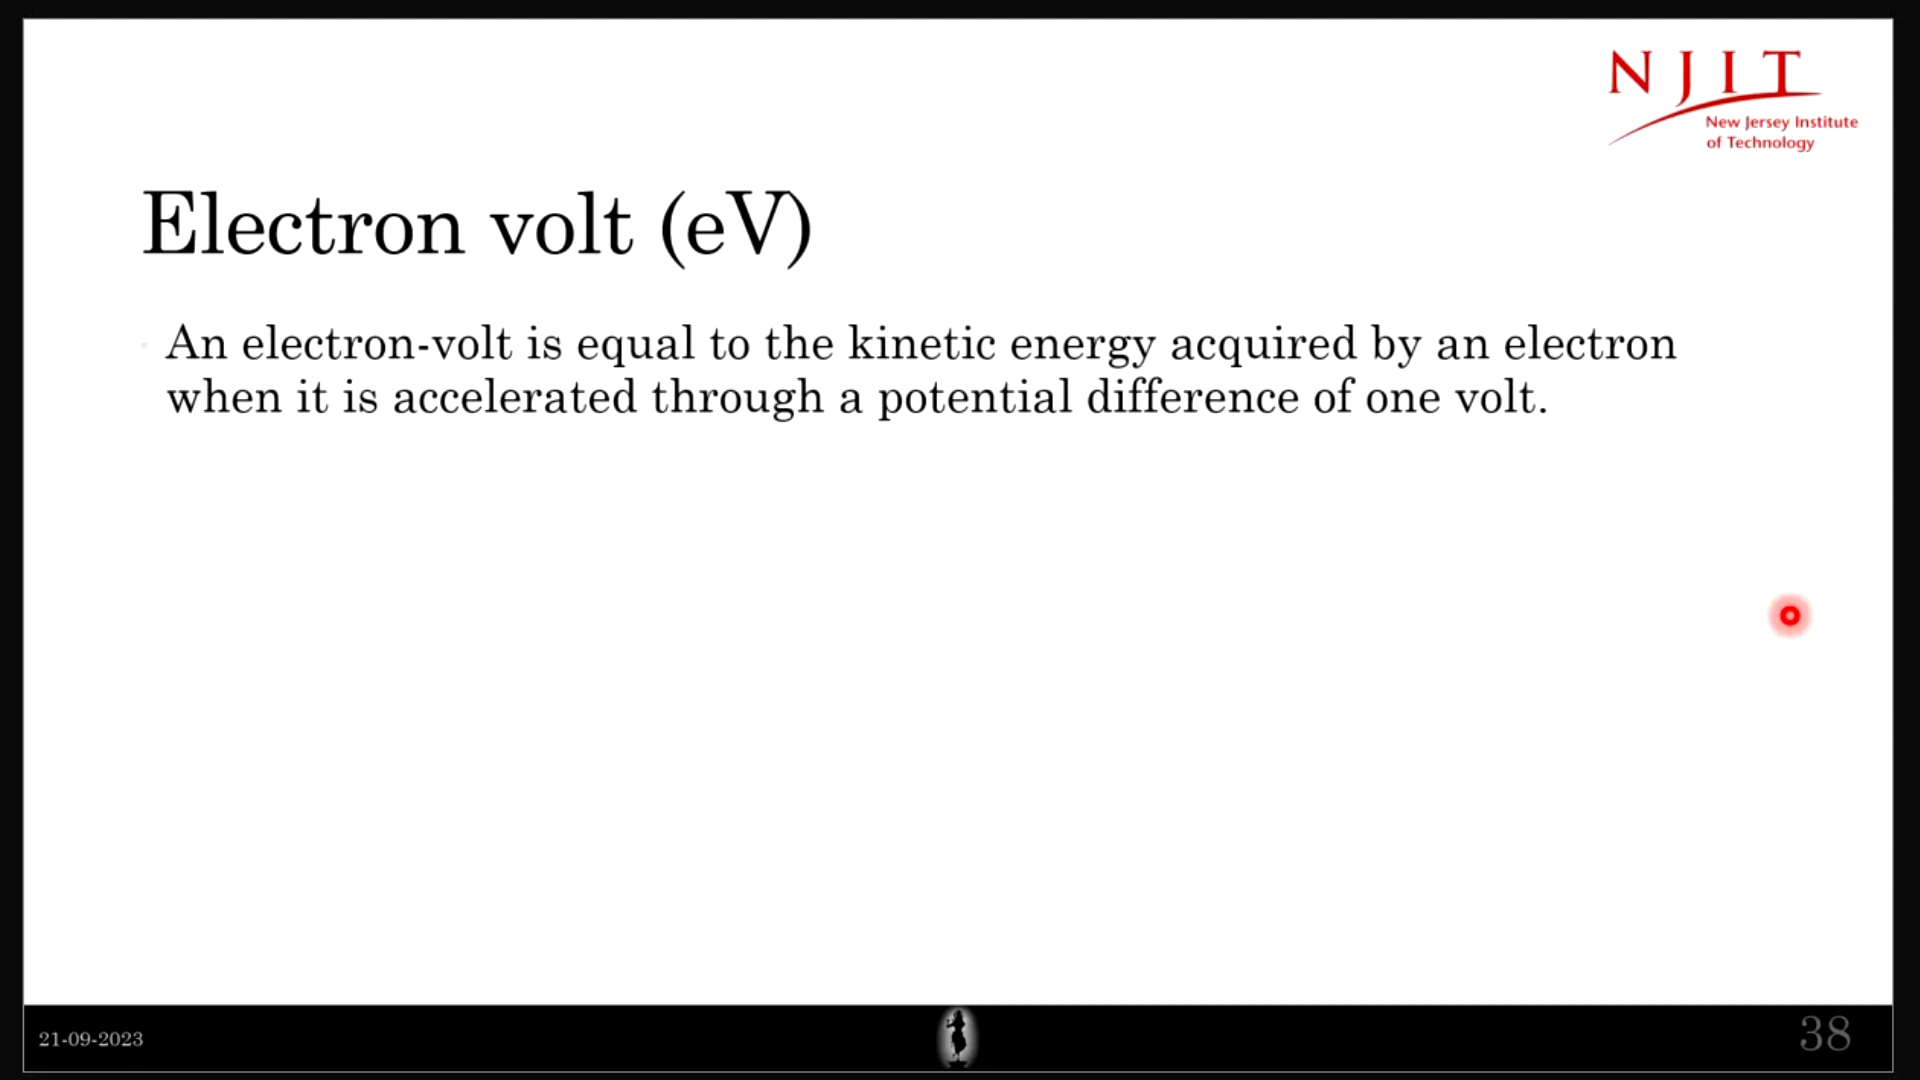 N J I T
New Jersey Institute
of Technology
Electron volt (eV)
An electron-volt is equal to the kinetic energy acquired by an electron
when it is accelerated through a potential difference of one volt.
21-09-2023
38